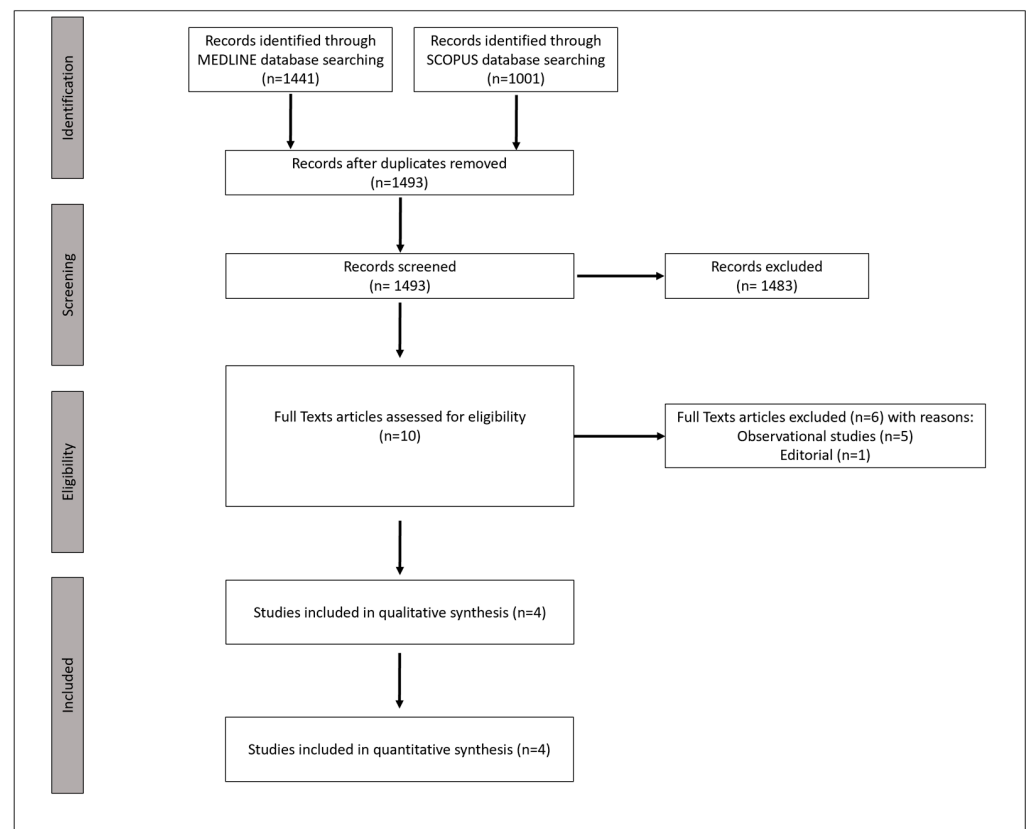 Identification
Records identified through
MEDLINE database searching
(n=1441)
Records identified through
SCOPUS database searching
(n=1001)
Records after duplicates removed
(n=1493)
Screening
Records screened
(n= 1493)
Records excluded
(n= 1483)
Eligibility
Full Texts articles assessed for eligibility
(n=10)
Full Texts articles excluded (n=6) with reasons:
Observational studies (n=5)
Editorial (n=1)
Included
Studies included in qualitative synthesis (n=4)
Studies included in quantitative synthesis (n=4)